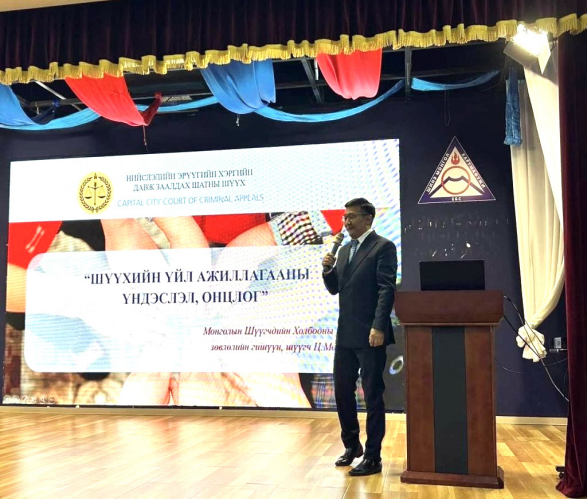 НИЙСЛЭЛИЙН ЭРҮҮГИЙН ХЭРГИЙН
ДАВЖ ЗААЛДАХ ШАТНЫ ШҮҮХ
CAPITAL CITY COURT OF CRIMINAL APPEALS
“ШҮҮХИЙН ҮЙЛ АЖИЛЛАГААНЫ
ҮНДЭСЛЭЛ, ОНЦЛОГ”
Монголын Шүүгчдийн Холбооны
зөвлөлийн гишүүн, шүүгч Ц.М